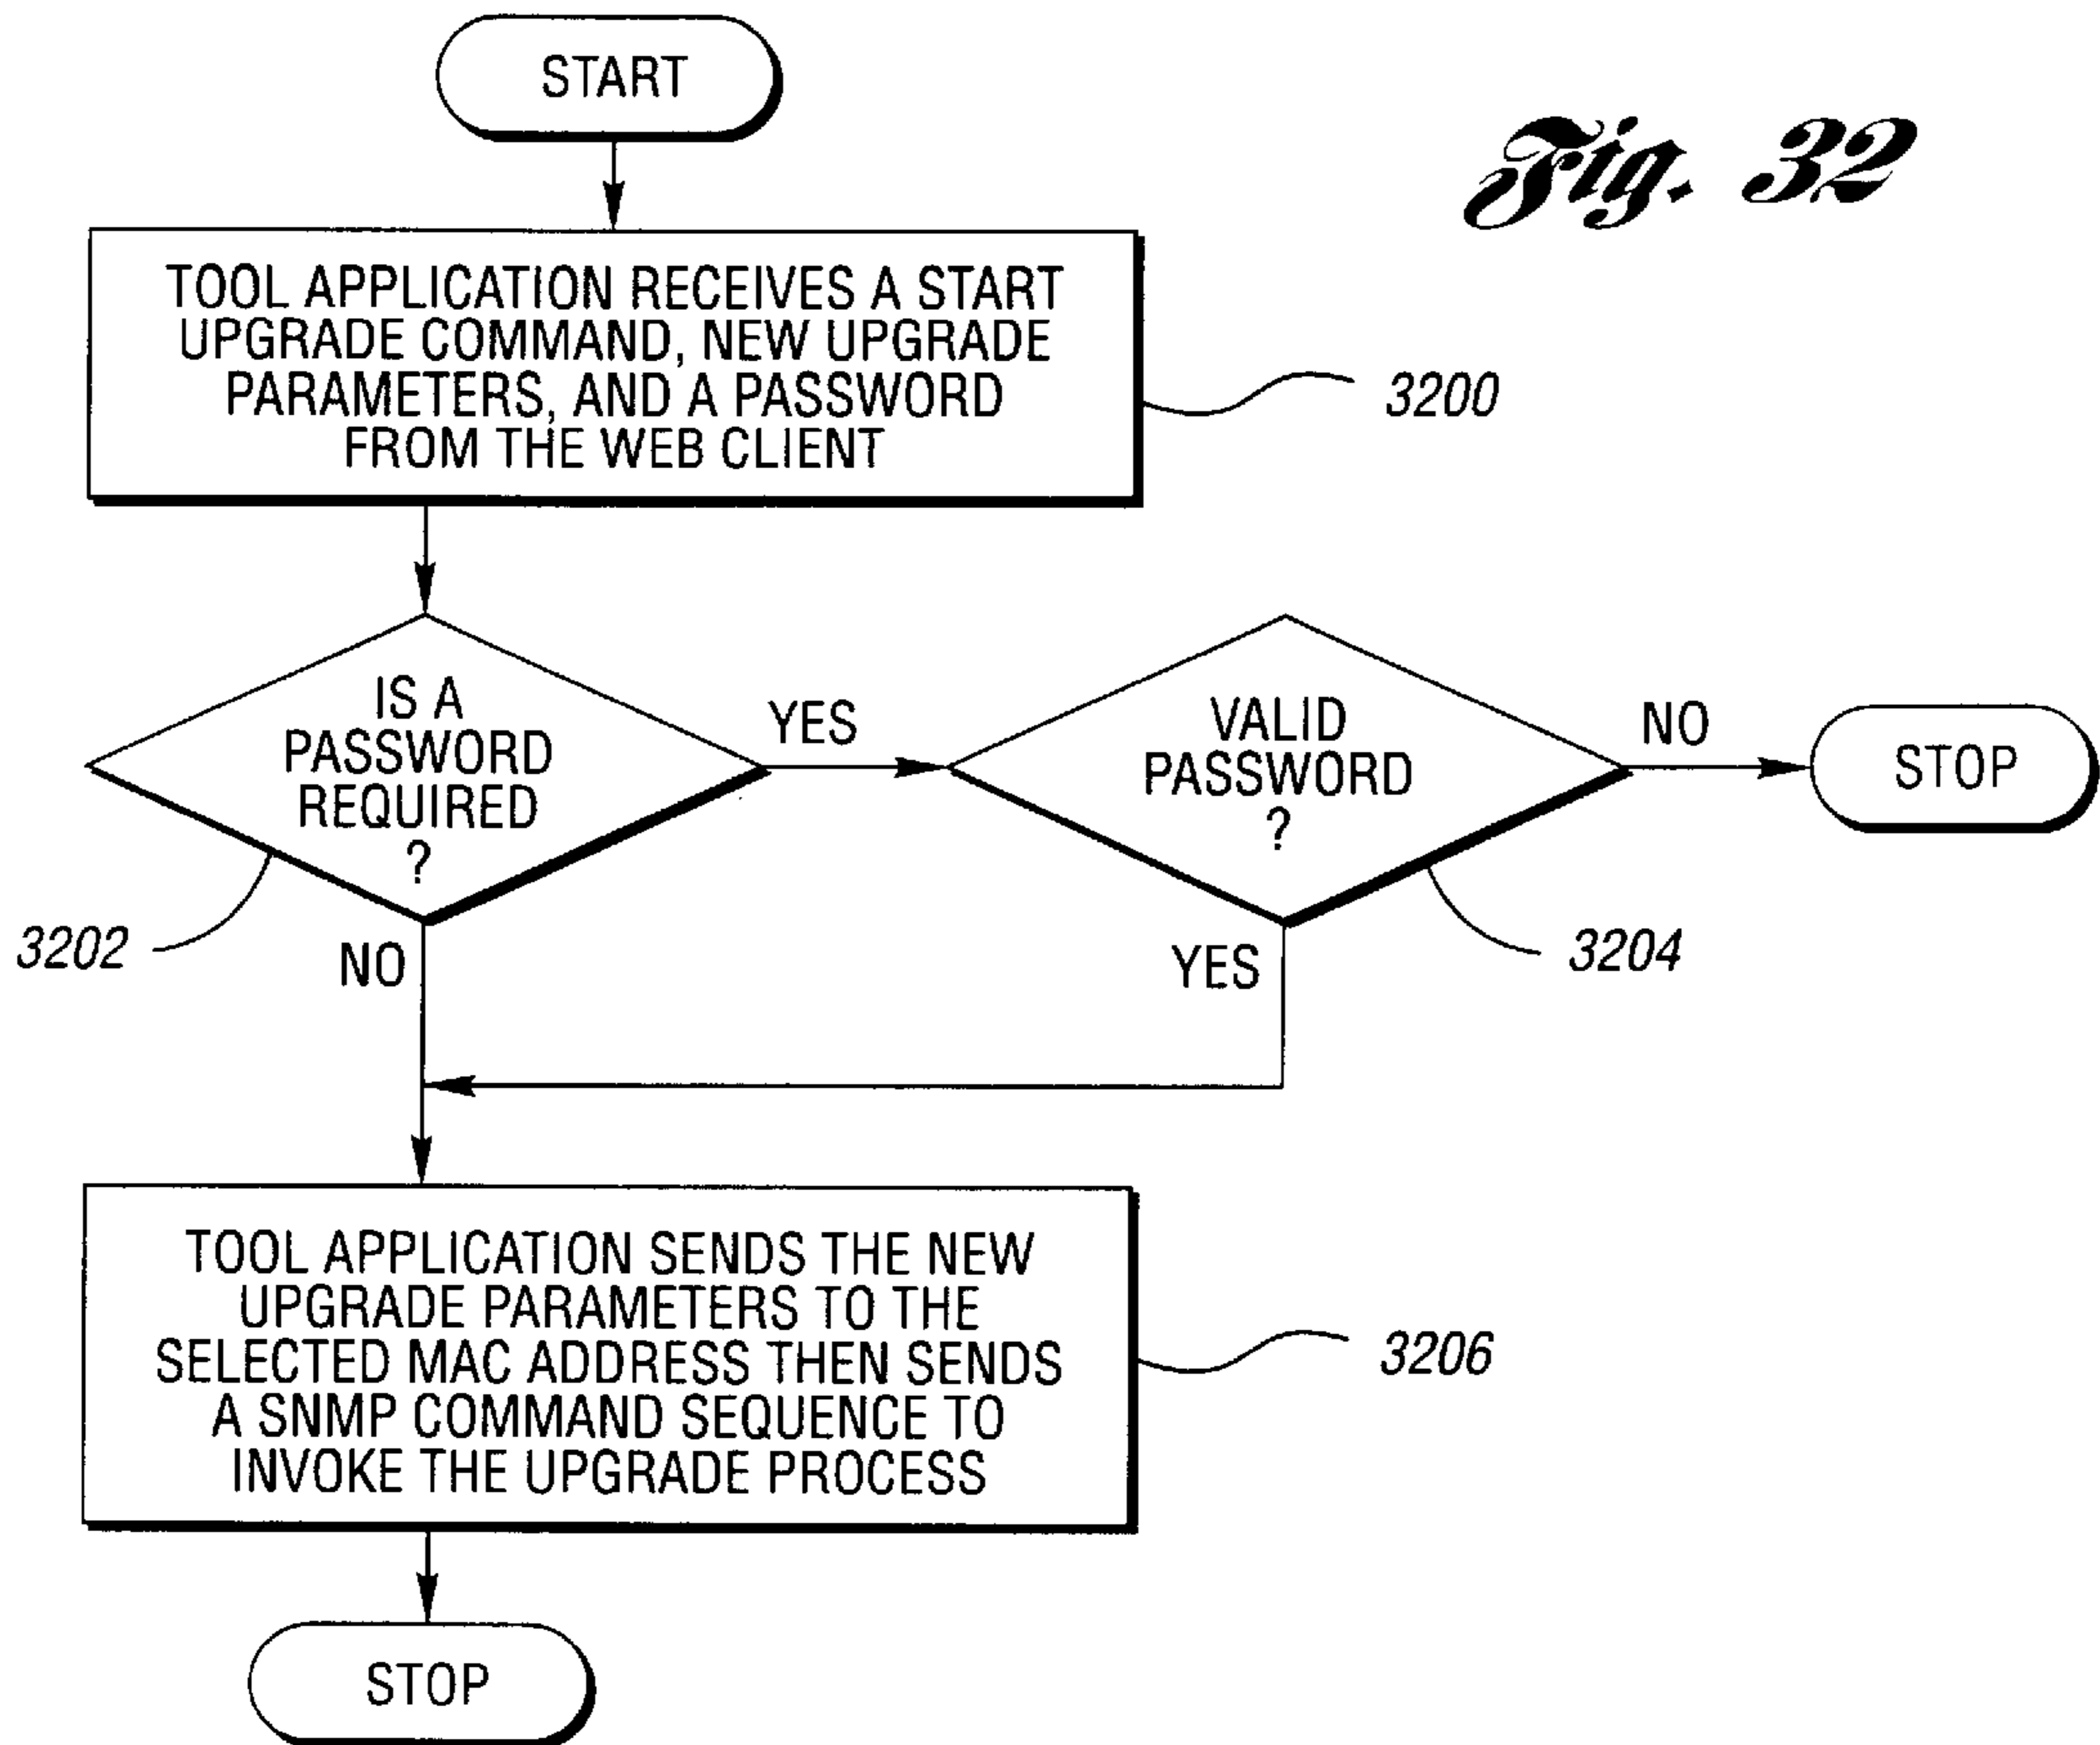 START
Fig. 32
TOOL APPLICATION RECEIVES A START
UPGRADE COMMAND, NEW UPGRADE
PARAMETERS, AND A PASSWORD
FROM THE WEB CLIENT
3200
IS A
PASSWORD
REQUIRED
?
YES
VALID
PASSWORD
?
NO
STOP
3202
NO
YES
3204
TOOL APPLICATION SENDS THE NEW
UPGRADE PARAMETERS TO THE
SELECTED MAC ADDRESS THEN SENDS
A SNMP COMMAND SEQUENCE TO
INVOKE THE UPGRADE PROCESS
3206
STOP